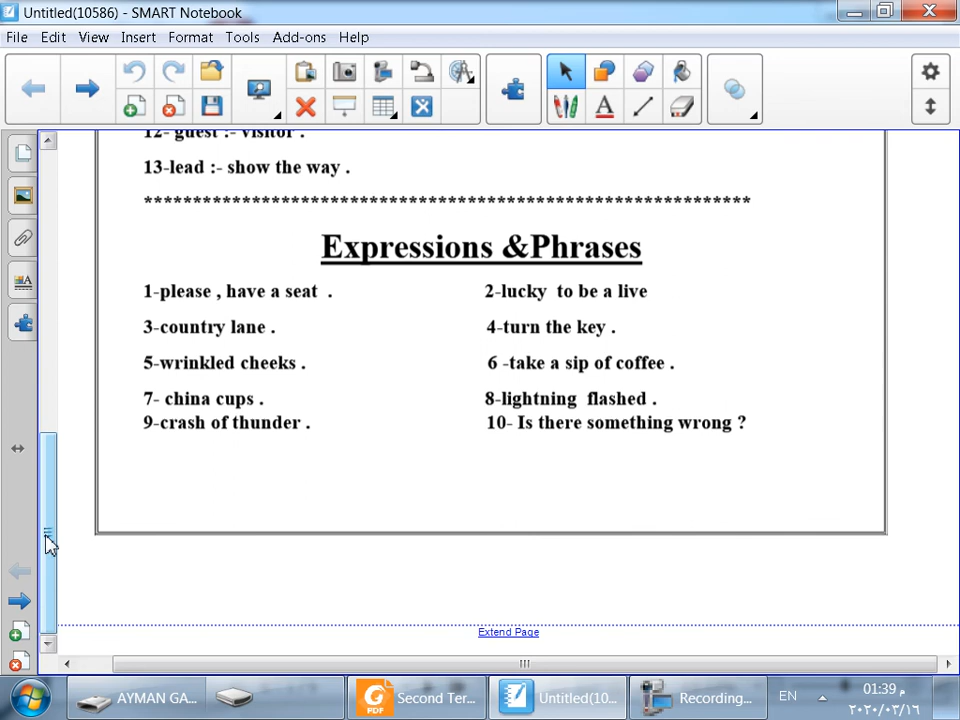 Untitled(10586) - SMART Notebook
File Edit View Insert Format Tools Add-ons Help
12- guest :- visitor .
13-lead :- show the way .
*************************************************************
Expressions &Phrases
1-please , have a seat .
2-lucky to be a live
3-country lane .
4-turn the key .
5-wrinkled cheeks .
6 -take a sip of coffee .
7- china cups .
8-lightning flashed .
9-crash of thunder .
10- Is there something wrong ?
Extend Page
AYMAN GA... Second Ter... Untitled(10... Recording... EN
01:39 م
٢٠٢٠/٠٣/١٦